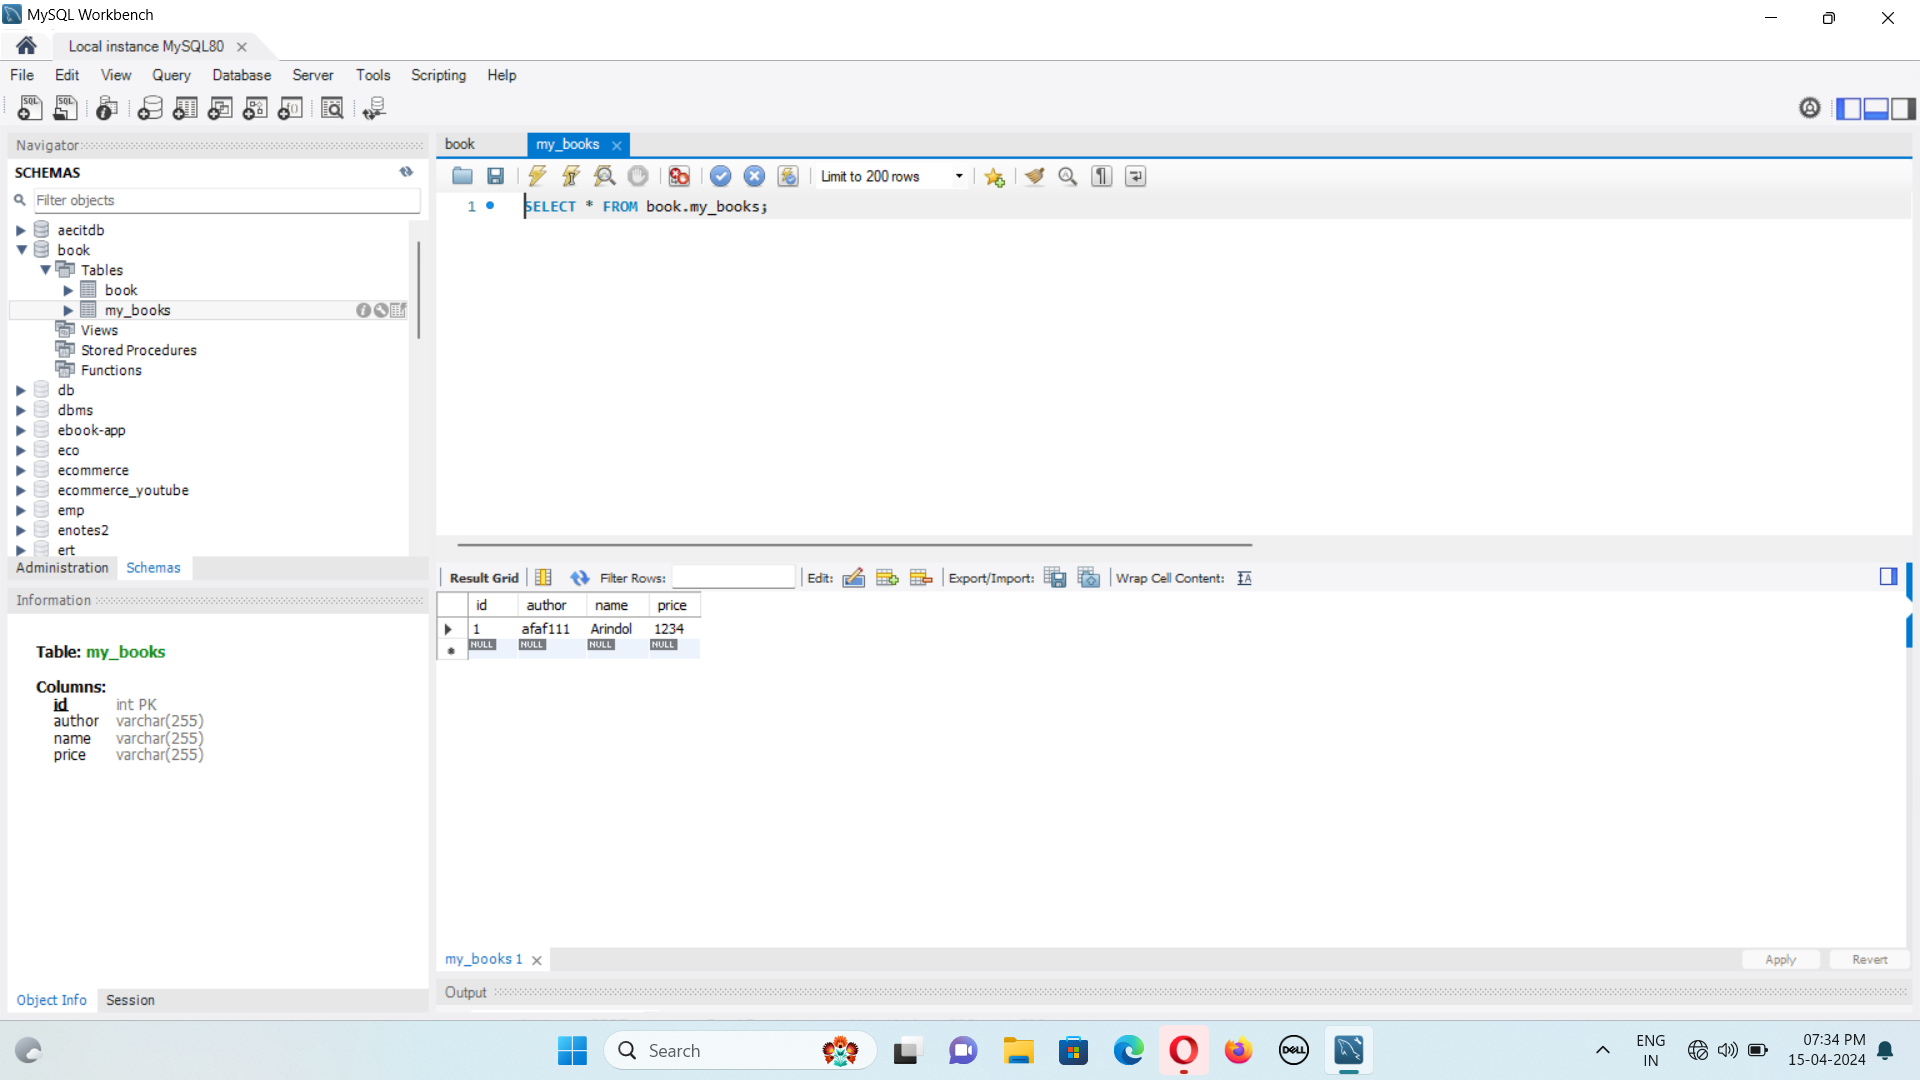 MySQL Workbench
Local instance MySQL80
File Edit View Query Database Server Tools Scripting Help
Navigator
SCHEMAS
Filter objects
aecitdb
book
Tables
book
my_books
Views
Stored Procedures
Functions
db
dbms
ebook-app
eco
ecommerce
ecommerce_youtube
emp
enotes2
ert
Administration Schemas
Information
Table: my_books
Columns:
id int PK
author varchar(255)
name varchar(255)
price varchar(255)
Object Info Session
book my_books
Limit to 200 rows
1 SELECT * FROM book.my_books;
Result Grid Filter Rows: Edit: Export/Import: Wrap Cell Content:
id author name price
1 afaf111 Arindol 1234
NULL NULL NULL NULL
my_books 1 Apply Revert
Output
Search
DELL
ENG
IN
07:34 PM
15-04-2024